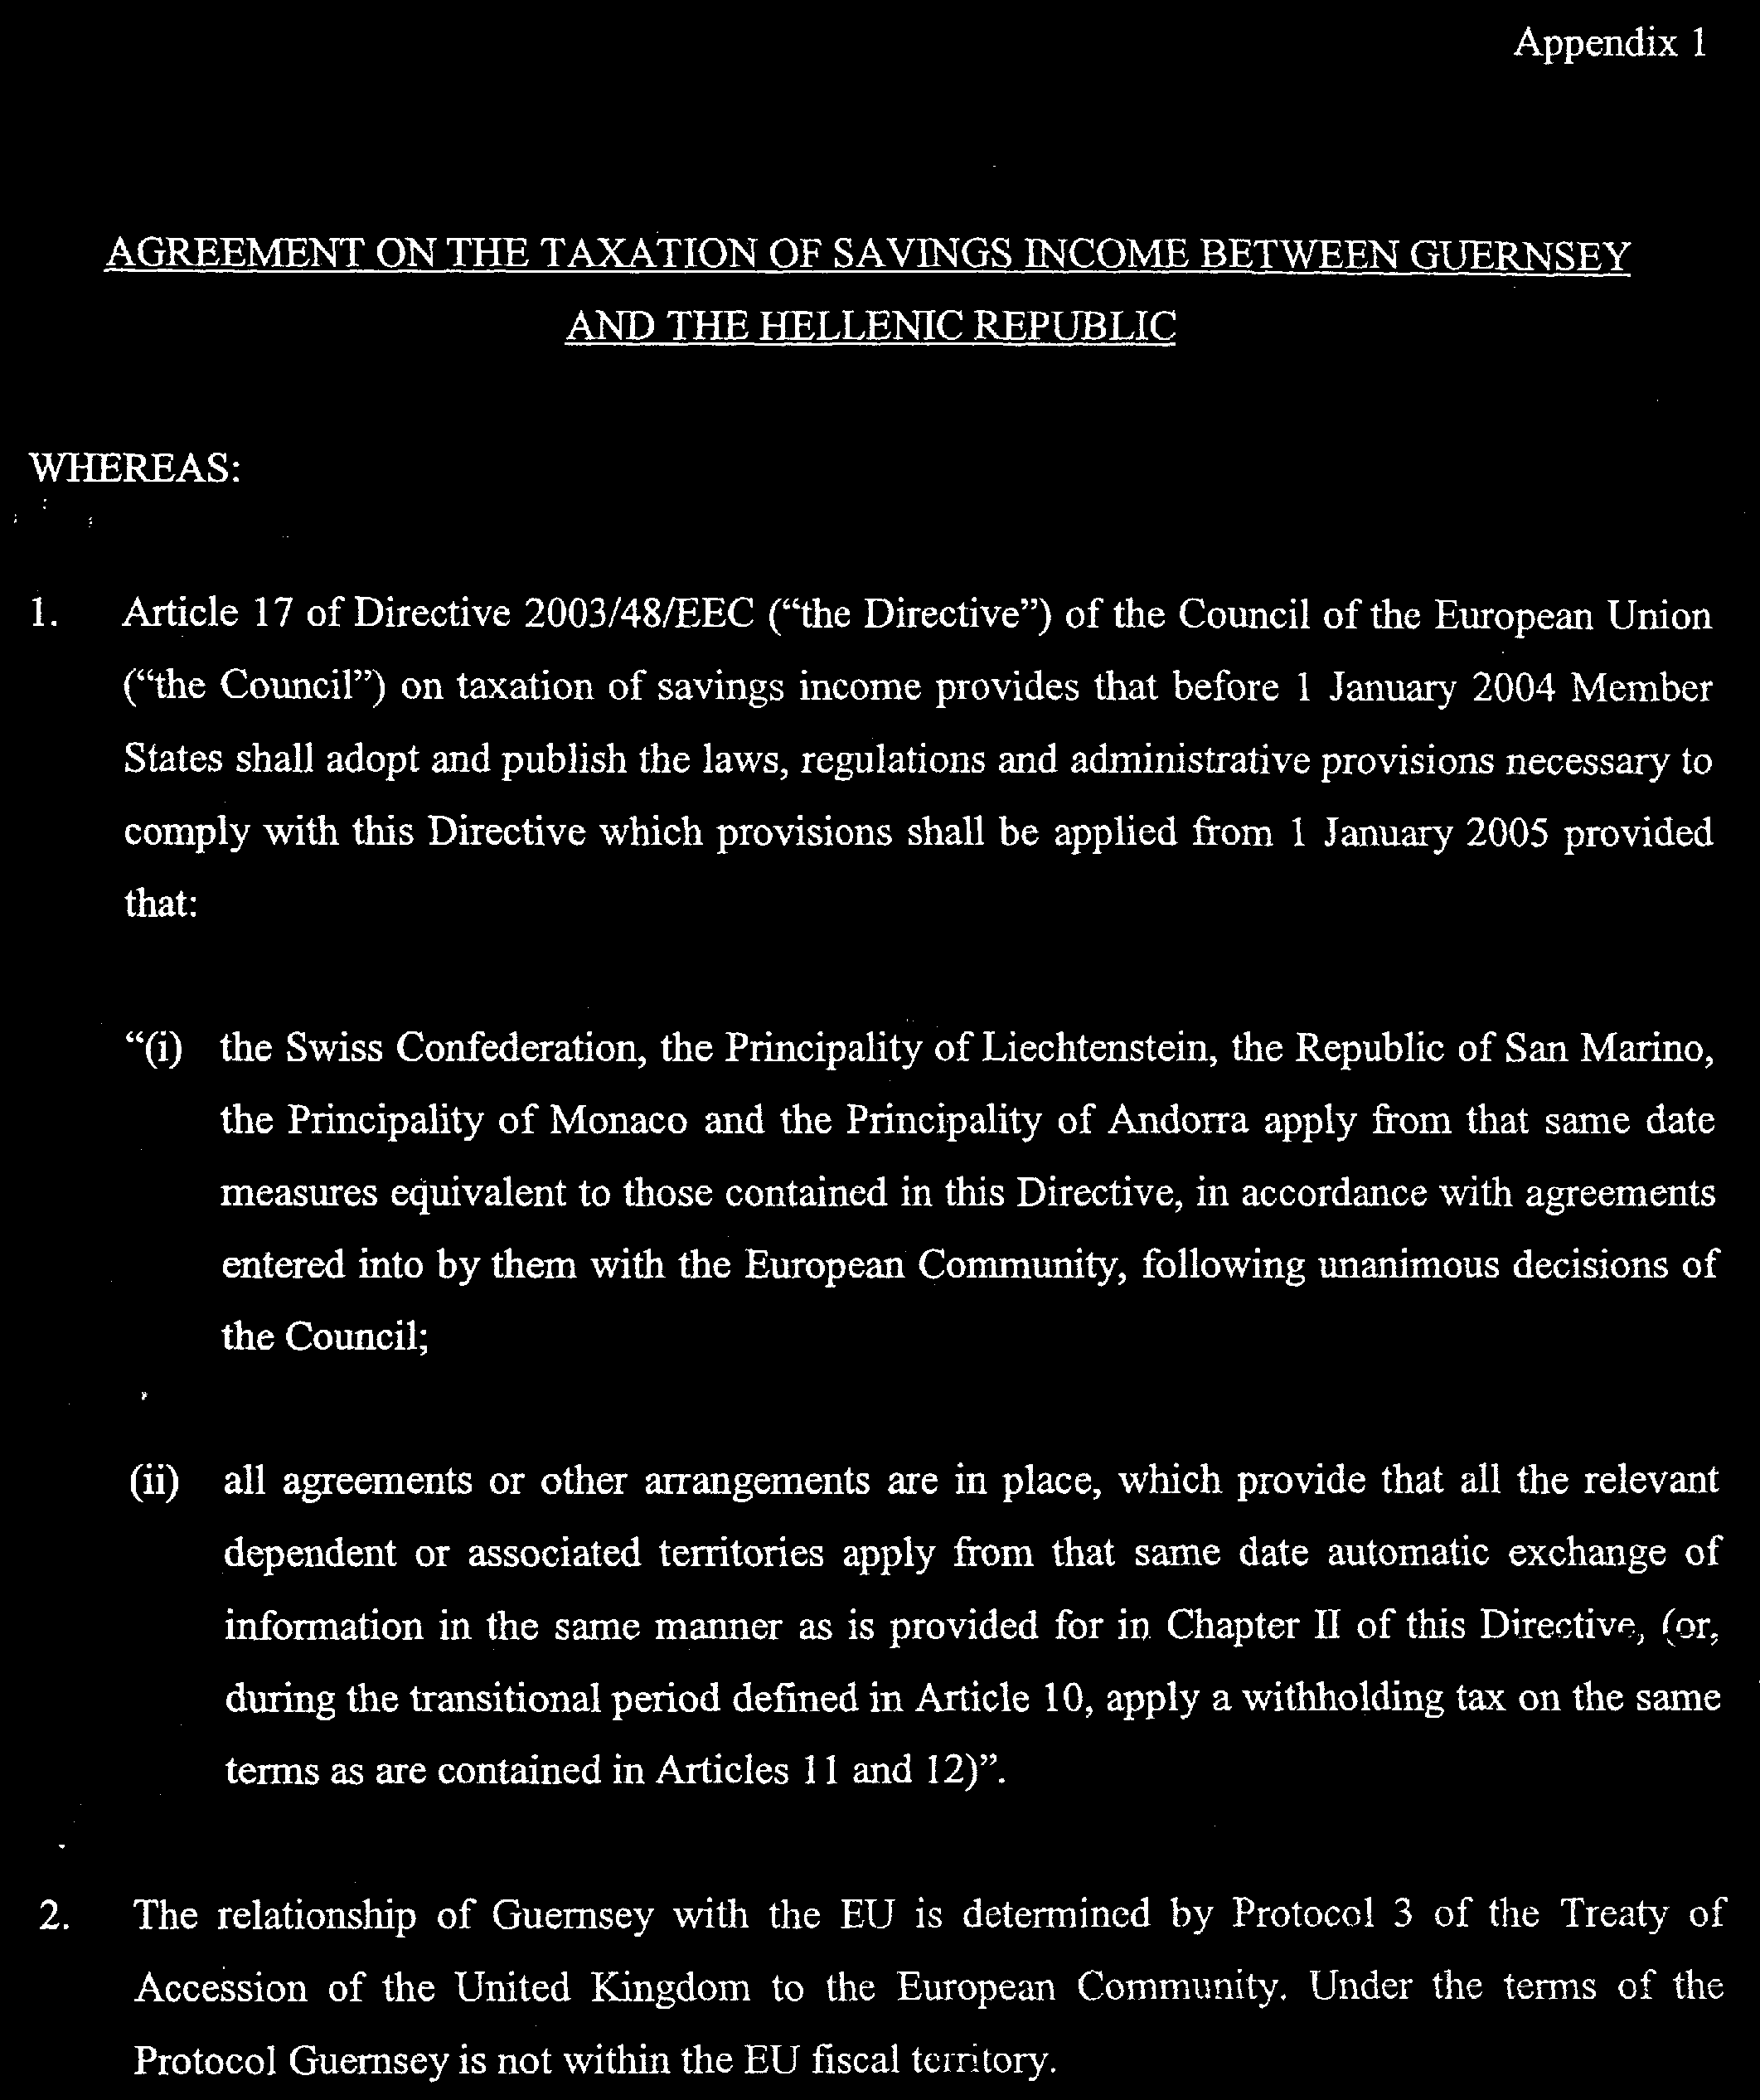 Appendix 1
AGREEMENT ON THE TAXATION OF SAVINGS INCOME BETWEEN GUERNSEY
AND THE HELLENIC REPUBLIC
WHEREAS:
1. Article 17 of Directive 2003/48/EEC (“the Directive”) of the Council of the European Union
(“the Council”) on taxation of savings income provides that before 1 January 2004 Member
States shall adopt and publish the laws, regulations and administrative provisions necessary to
comply with this Directive which provisions shall be applied from 1 January 2005 provided
that:
“(i) the Swiss Confederation, the Principality of Liechtenstein, the Republic of San Marino,
the Principality of Monaco and the Principality of Andorra apply from that same date
measures equivalent to those contained in this Directive, in accordance with agreements
entered into by them with the European Community, following unanimous decisions of
the Council;
(ii) all agreements or other arrangements are in place, which provide that all the relevant
dependent or associated territories apply from that same date automatic exchange of
information in the same manner as is provided for in Chapter II of this Directive, (or,
during the transitional period defined in Article 10, apply a withholding tax on the same
terms as are contained in Articles 11 and 12)”.
2. The relationship of Guernsey with the EU is determined by Protocol 3 of the Treaty of
Accession of the United Kingdom to the European Community. Under the terms of the
Protocol Guernsey is not within the EU fiscal territory.